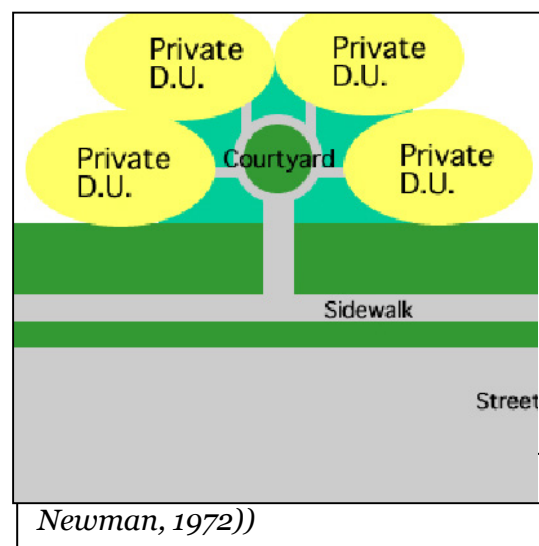 Private
D.U.
Private
D.U.
Private
D.U.
Courtyard
Private
D.U.
Sidewalk
Street
Newman, 1972))